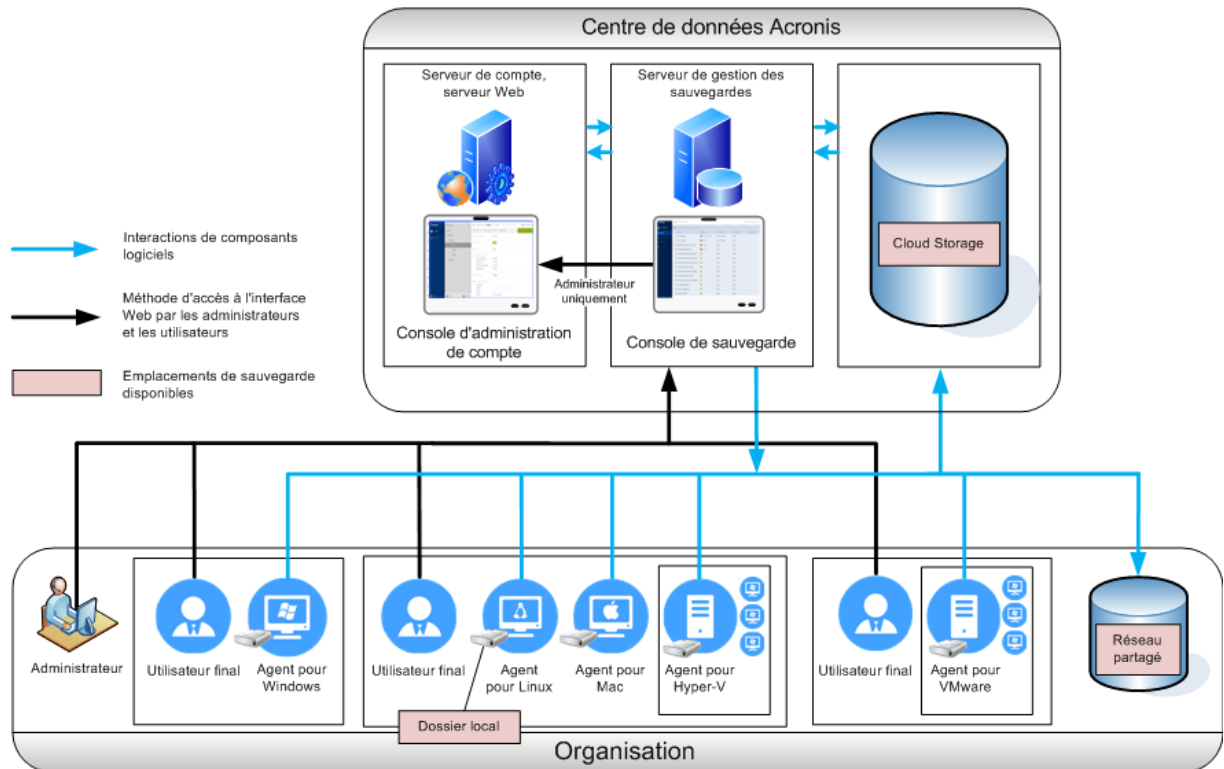 Centre de données Acronis
Serveur de compte,
serveur Web
Serveur de gestion des
sauvegardes
Cloud Storage
Administrateur
uniquement
Console d'administration
de compte
Console de sauvegarde
Interactions de composants
logiciels
Méthode d'accès à l'interface
Web par les administrateurs
et les utilisateurs
Emplacements de sauvegarde
disponibles
Administrateur
Utilisateur final
Agent pour
Windows
Utilisateur final
Agent
pour Linux
Agent pour
Mac
Agent pour
Hyper-V
Utilisateur final
Agent pour
VMware
Réseau
partagé
Dossier local
Organisation